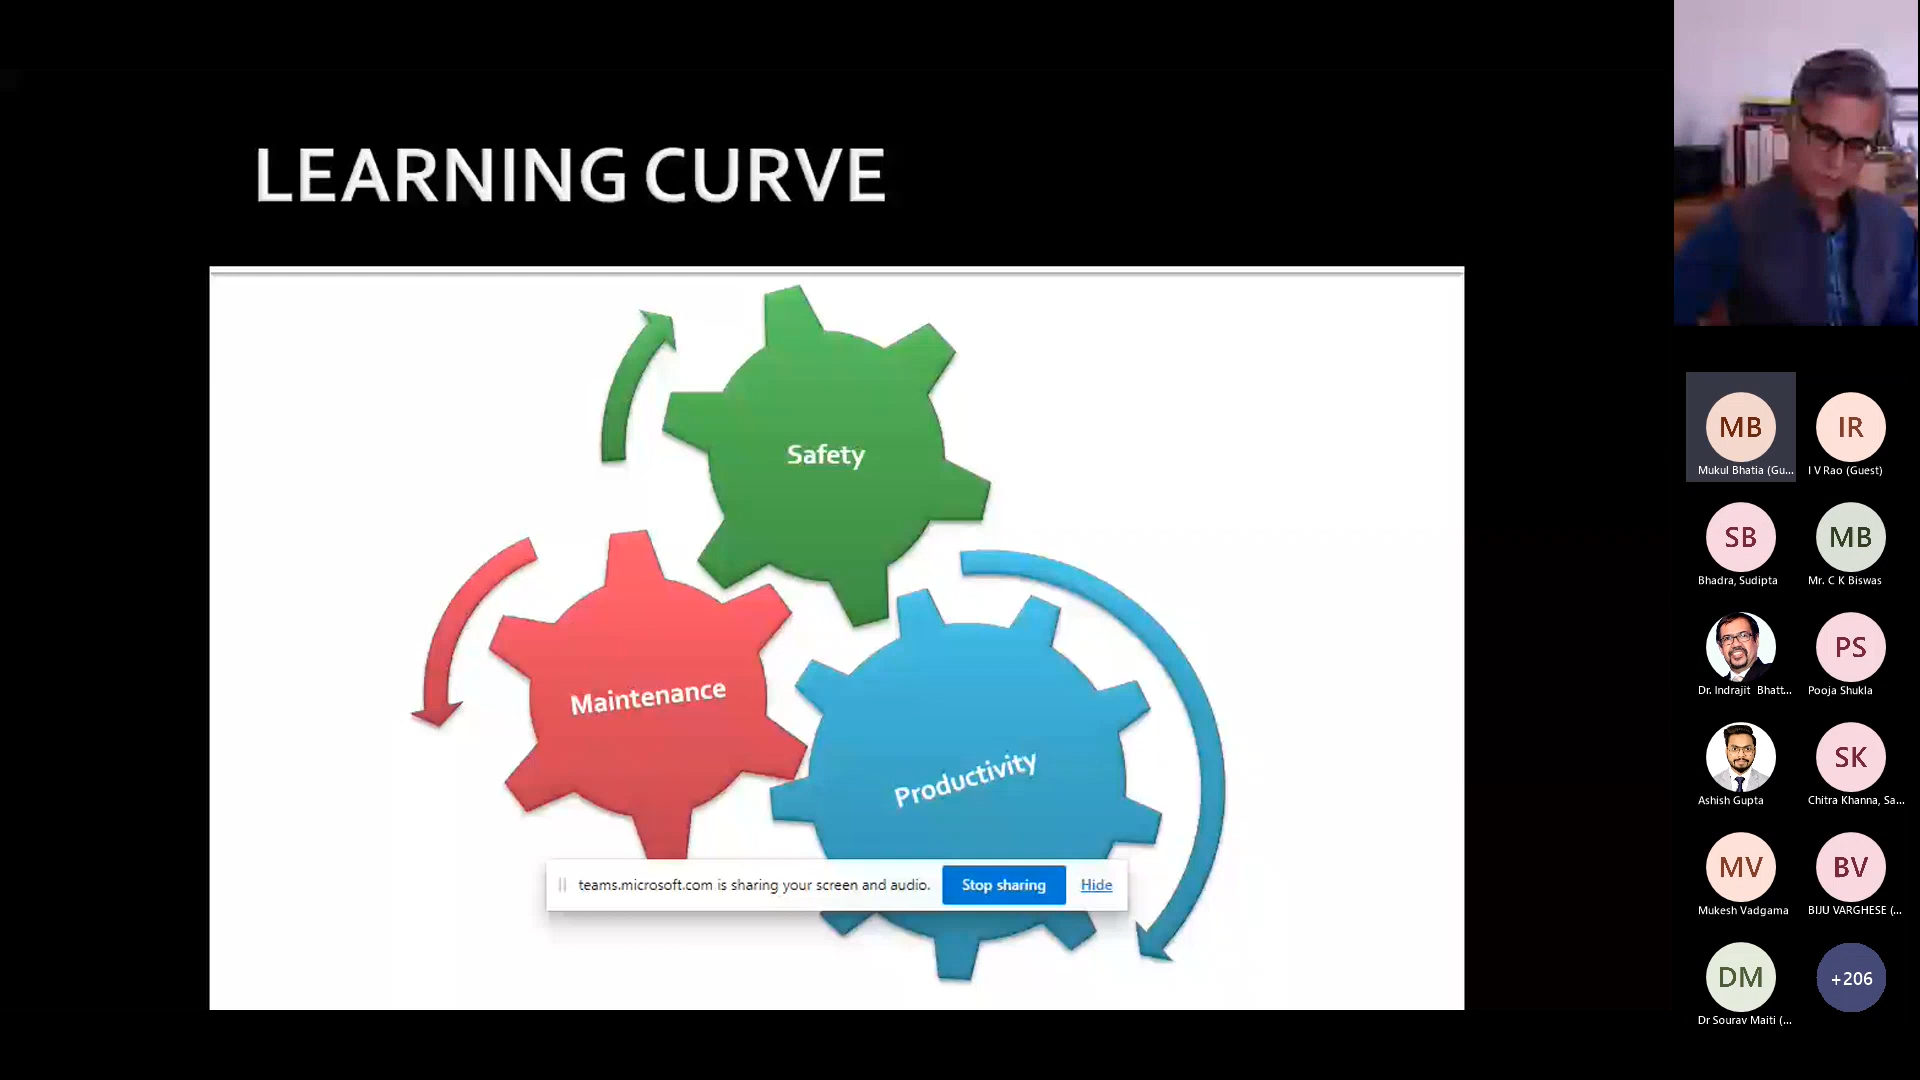 LEARNING CURVE
Safety
Maintenance
Productivity
teams.microsoft.com is sharing your screen and audio.
Stop sharing
Hide
MB
Mukul Bhatia (Gu...
IR
I V Rao (Guest)
SB
Bhadra, Sudipta
MB
Mr. C K Biswas
Dr. Indrajit Bhatt...
PS
Pooja Shukla
Ashish Gupta
SK
Chitra Khanna, Sa...
MV
Mukesh Vadgama
BV
BIJU VARGHESE (...
DM
Dr Sourav Maiti (...
+206